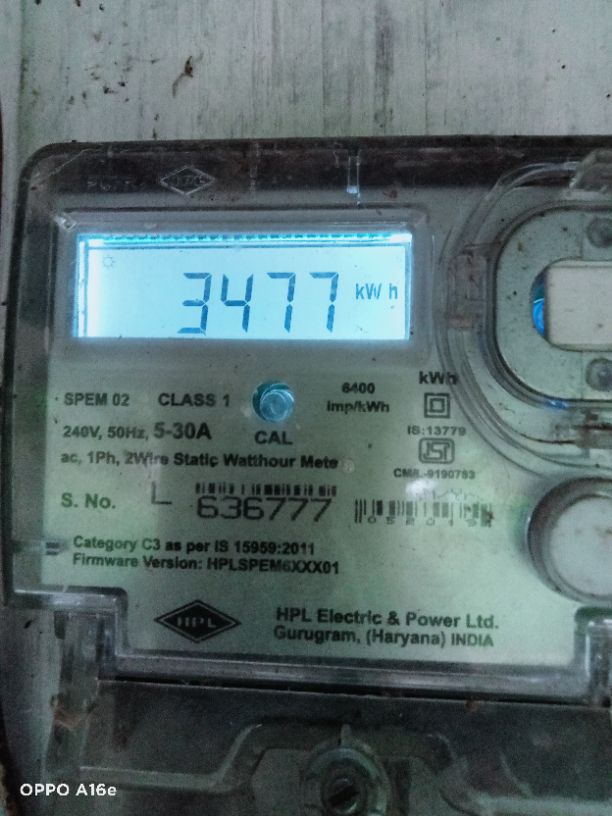 HPL
3477 kWh
SPEM 02 CLASS 1 6400 imp/kWh kWh
240V, 50Hz, 5-30A CAL IS:13779
ac, 1Ph, 2Wire Static Watthour Mete
CM/L-9190783
S. No. L 636777
Category C3 as per IS 15959:2011
Firmware Version: HPLSPEM6XXX01
HPL HPL Electric & Power Ltd.
Gurugram, (Haryana) INDIA
OPPO A16e